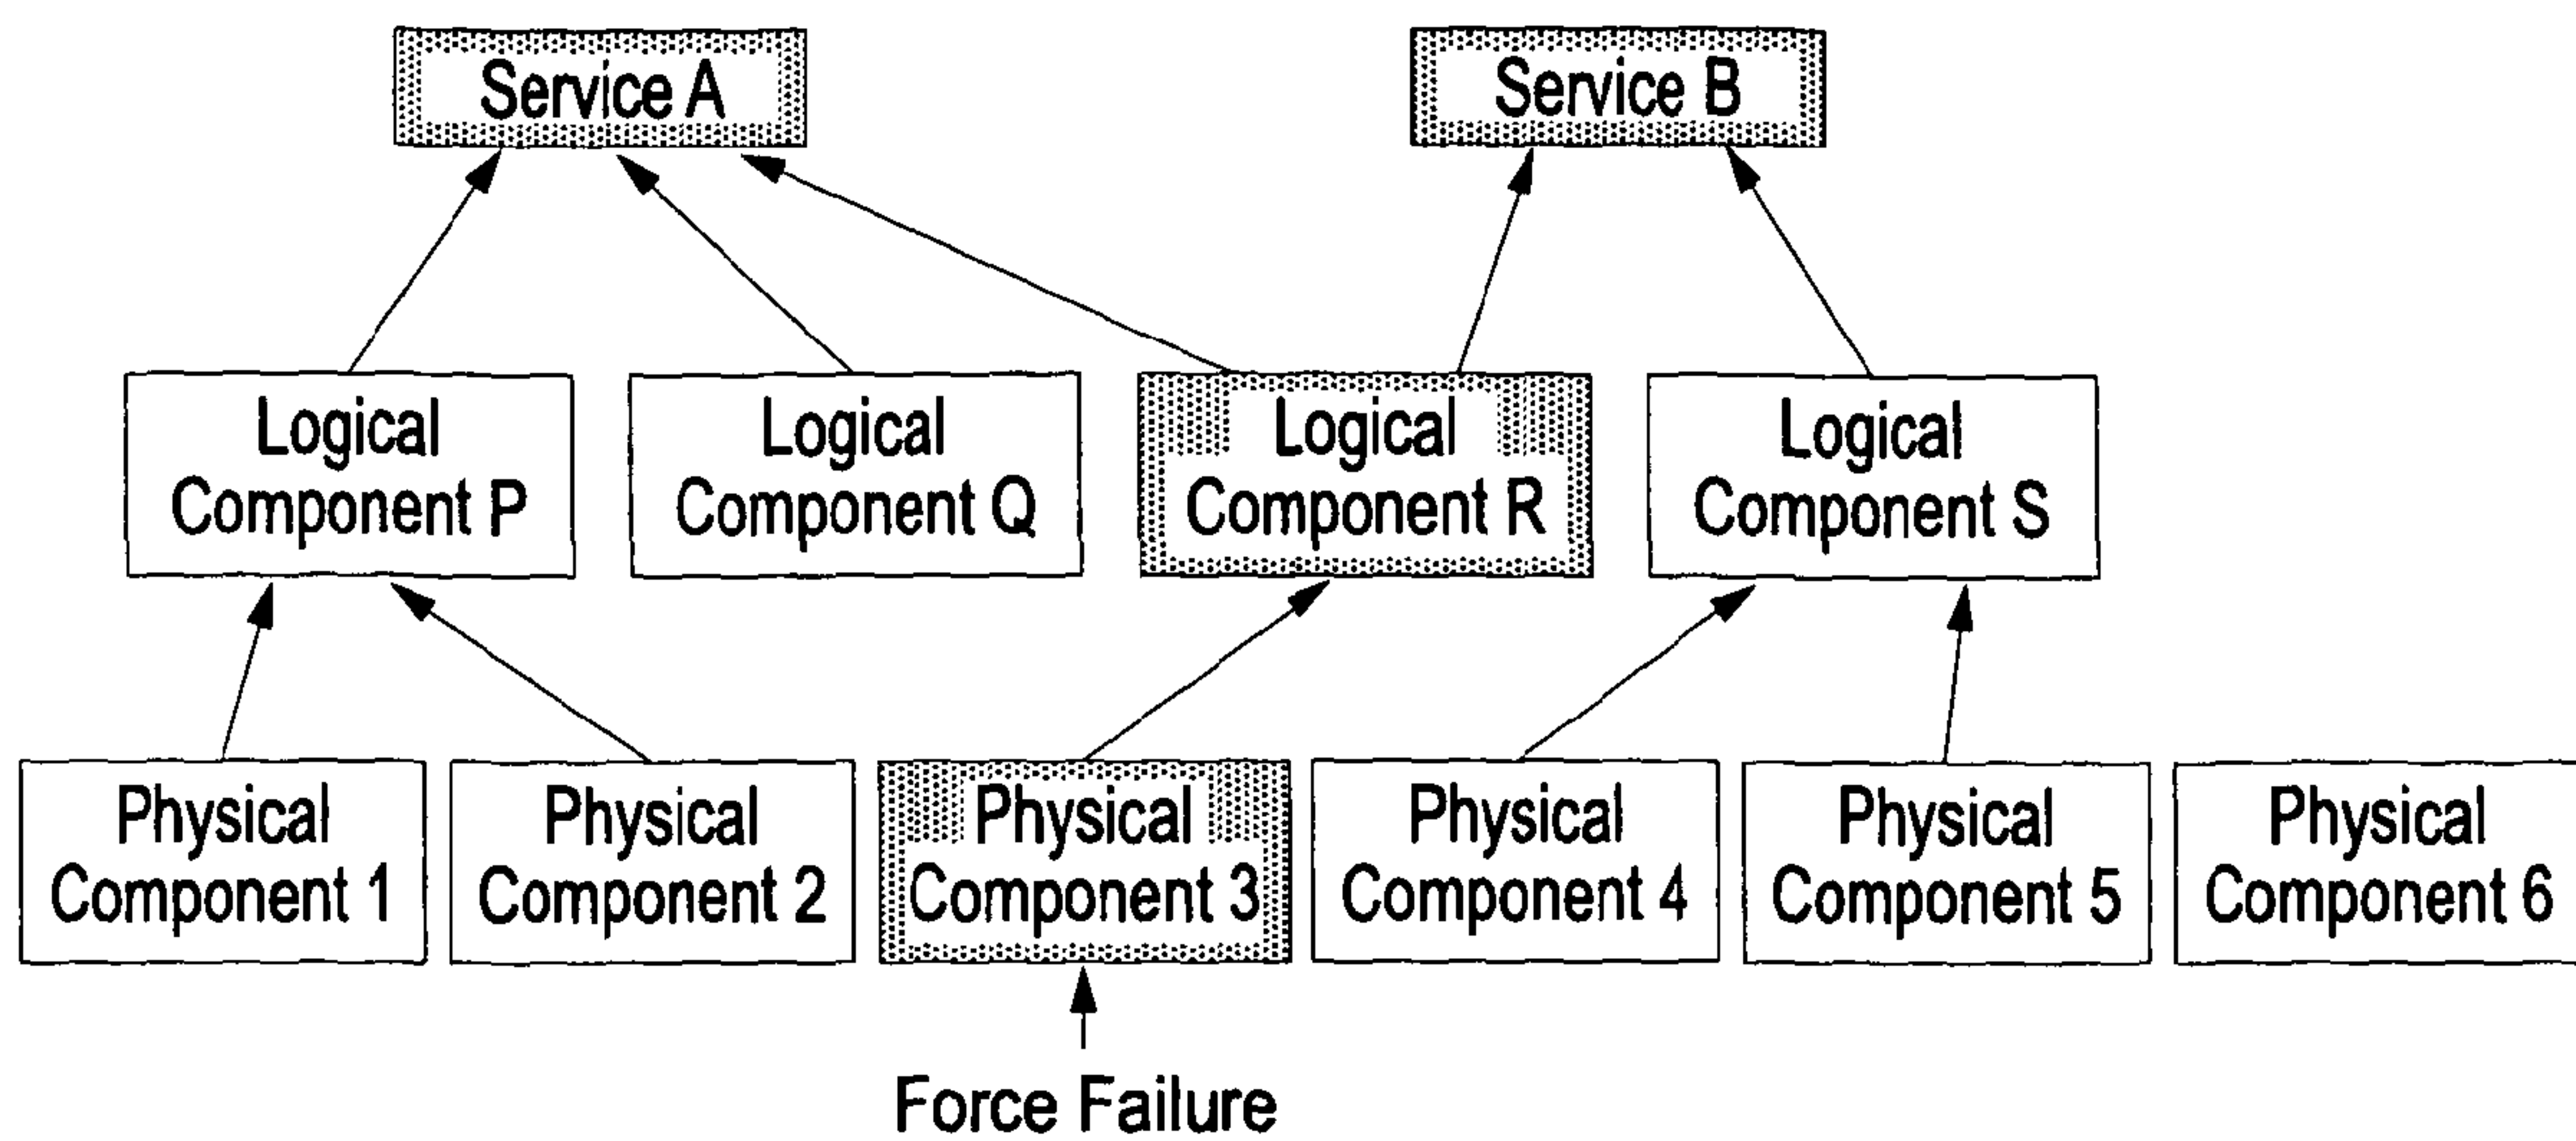 Service A
Service B
Logical
Component P
Logical
Component Q
Logical
Component R
Logical
Component S
Physical
Component 1
Physical
Component 2
Physical
Component 3
Physical
Component 4
Physical
Component 5
Physical
Component 6
Force Failure